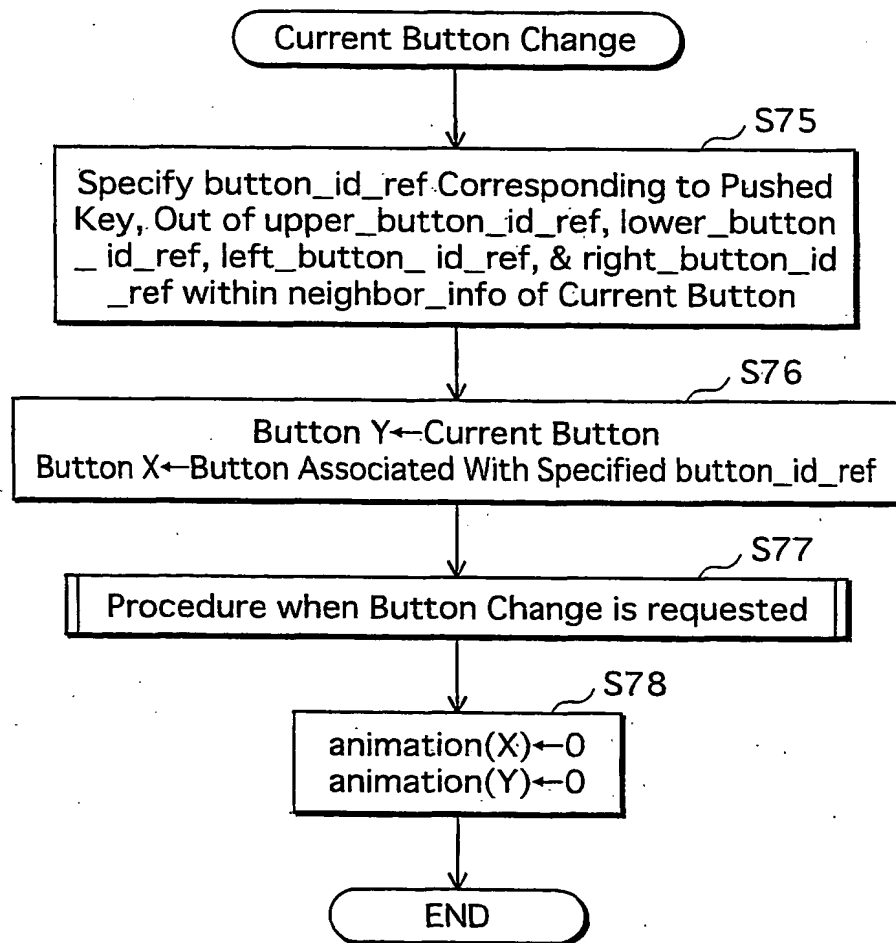 Current Button Change
S75
Specify button_id_ref Corresponding to Pushed
Key, Out of upper_button_id_ref, lower_button
_ id_ref, left_button_ id_ref, & right_button_id
_ref within neighbor_info of Current Button
S76
Button Y←Current Button
Button X←Button Associated With Specified button_id_ref
S77
Procedure when Button Change is requested
S78
animation(X)←0
animation(Y)←0
END